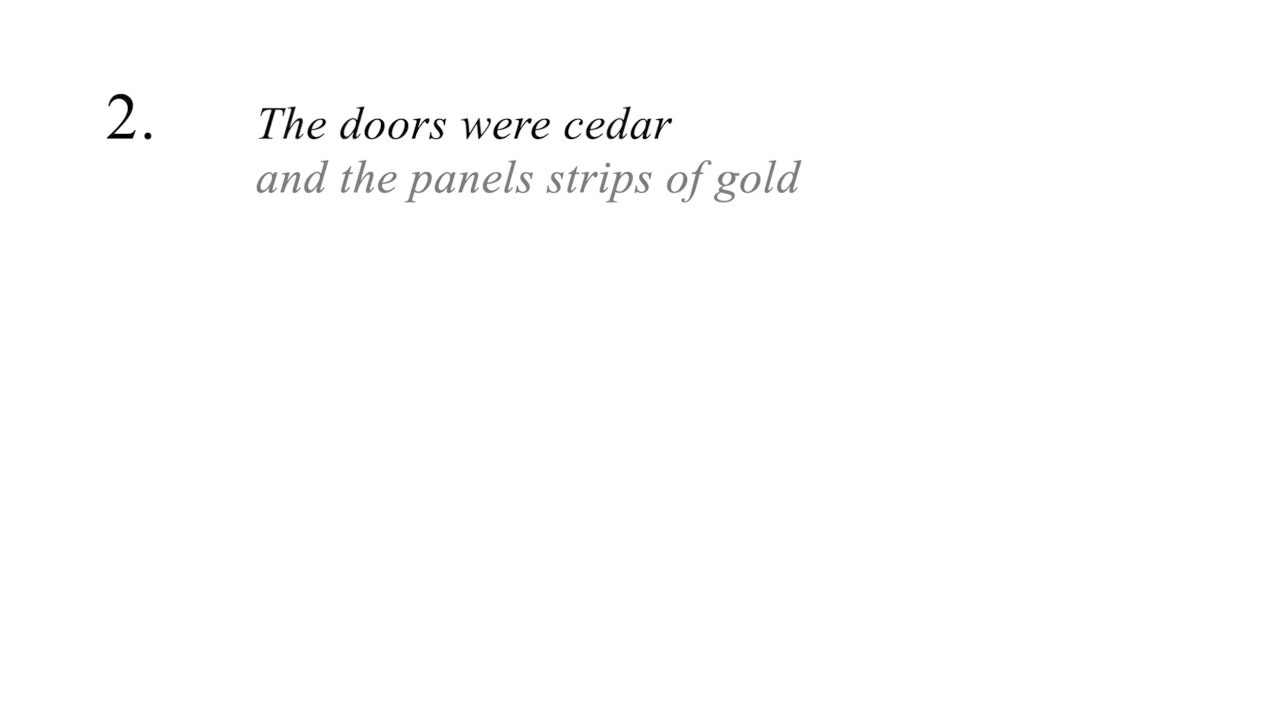 2. The doors were cedar
and the panels strips of gold